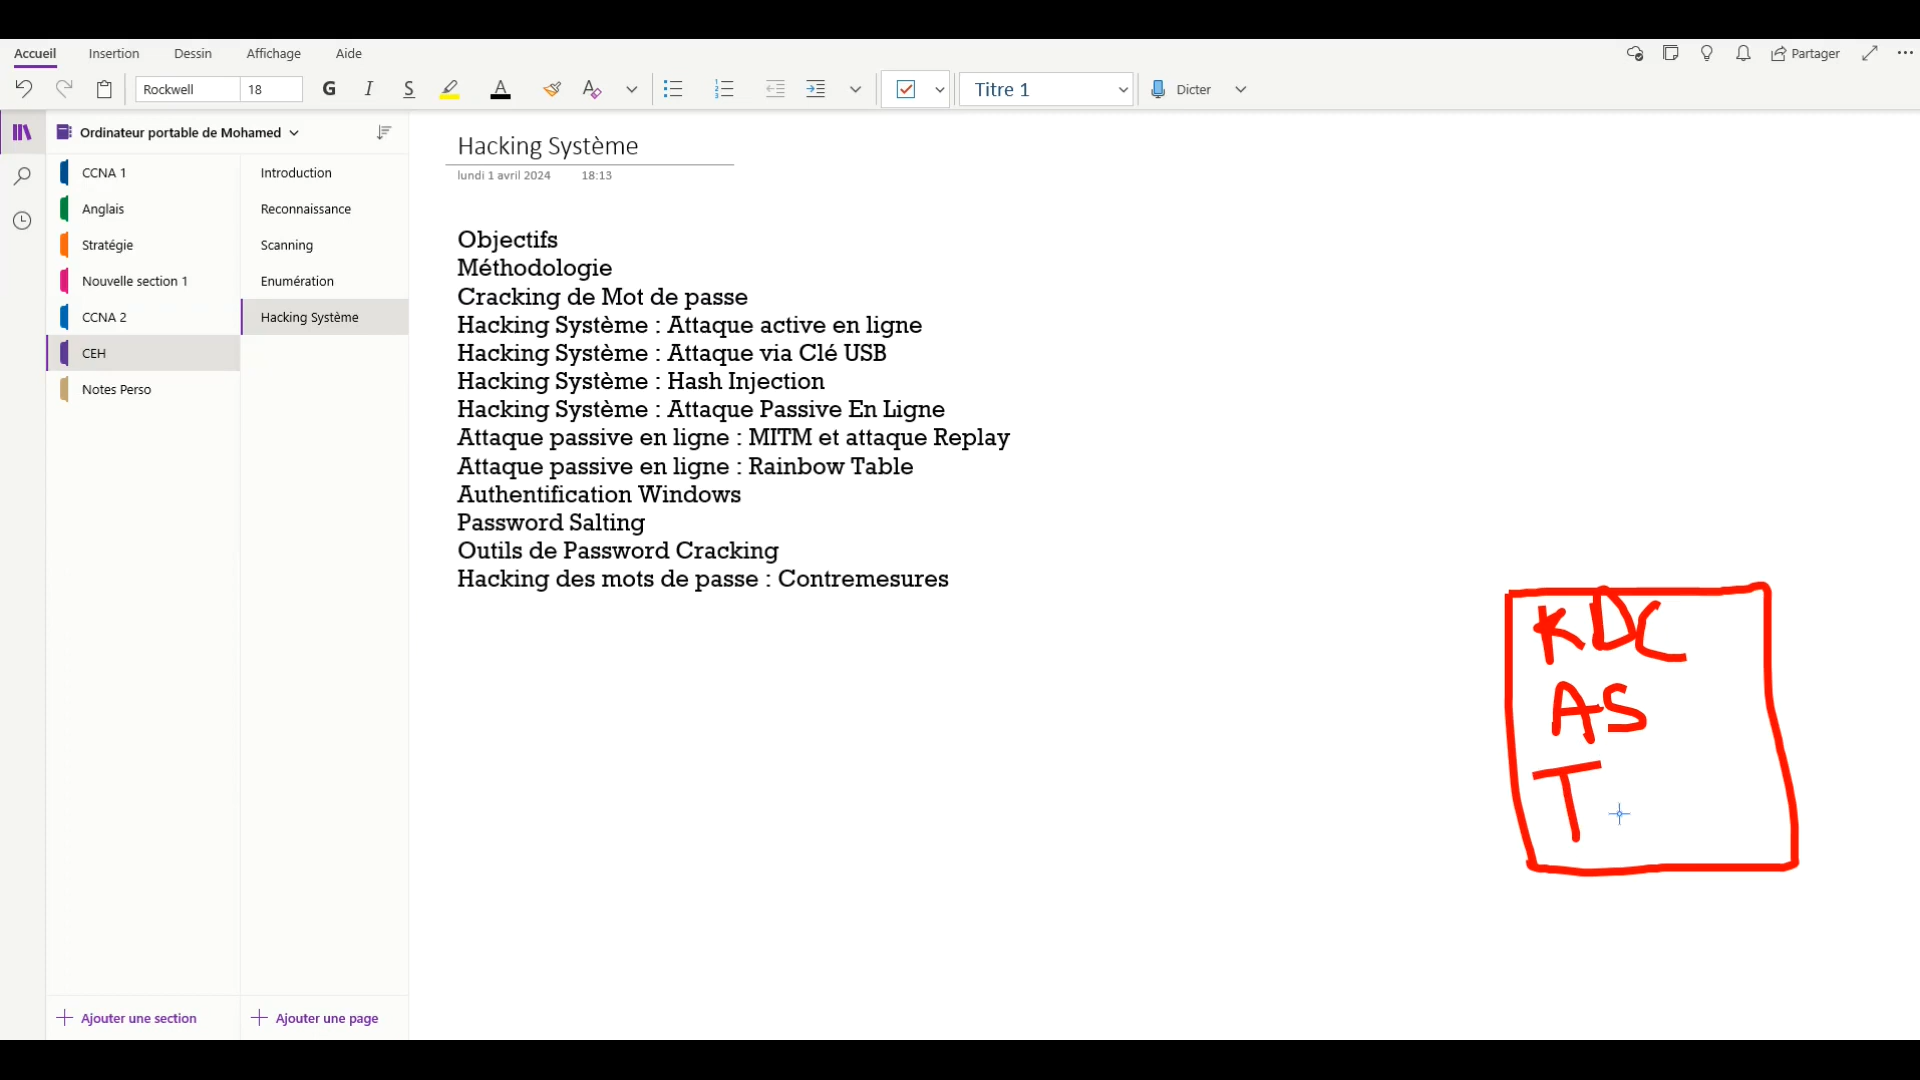 Accueil Insertion Dessin Affichage Aide Partager
Rockwell 18 G I S A A Titre 1 Dicter
Ordinateur portable de Mohamed
CCNA 1
Anglais
Stratégie
Nouvelle section 1
CCNA 2
CEH
Notes Perso
Ajouter une section
Introduction
Reconnaissance
Scanning
Enumération
Hacking Système
Ajouter une page
Hacking Système
lundi 1 avril 2024 18:13
Objectifs
Méthodologie
Cracking de Mot de passe
Hacking Système : Attaque active en ligne
Hacking Système : Attaque via Clé USB
Hacking Système : Hash Injection
Hacking Système : Attaque Passive En Ligne
Attaque passive en ligne : MITM et attaque Replay
Attaque passive en ligne : Rainbow Table
Authentification Windows
Password Salting
Outils de Password Cracking
Hacking des mots de passe : Contremesures
KDC
AS
T